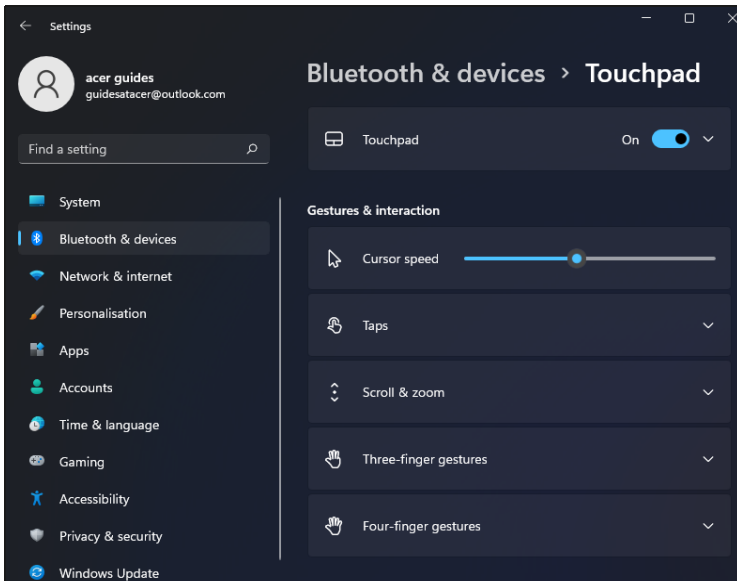 Settings
acer guides
guidesatacer@outlook.com
Find a setting
System
Bluetooth & devices
Network & internet
Personalisation
Apps
Accounts
Time & language
Gaming
Accessibility
Privacy & security
Windows Update
Bluetooth & devices › Touchpad
Touchpad On
Gestures & interaction
Cursor speed
Taps
Scroll & zoom
Three-finger gestures
Four-finger gestures